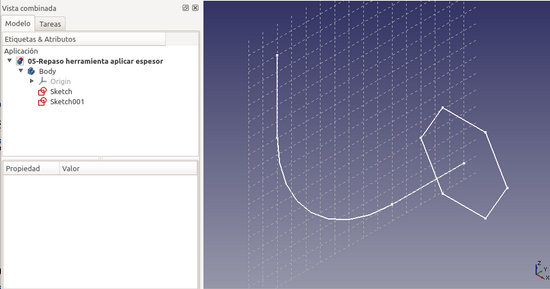 Vista combinada
Modelo Tareas
Etiquetas & Atributos
Aplicación
05-Repaso herramienta aplicar espesor
Body
Origin
Sketch
Sketch001
Propiedad Valor
Z
Y
X